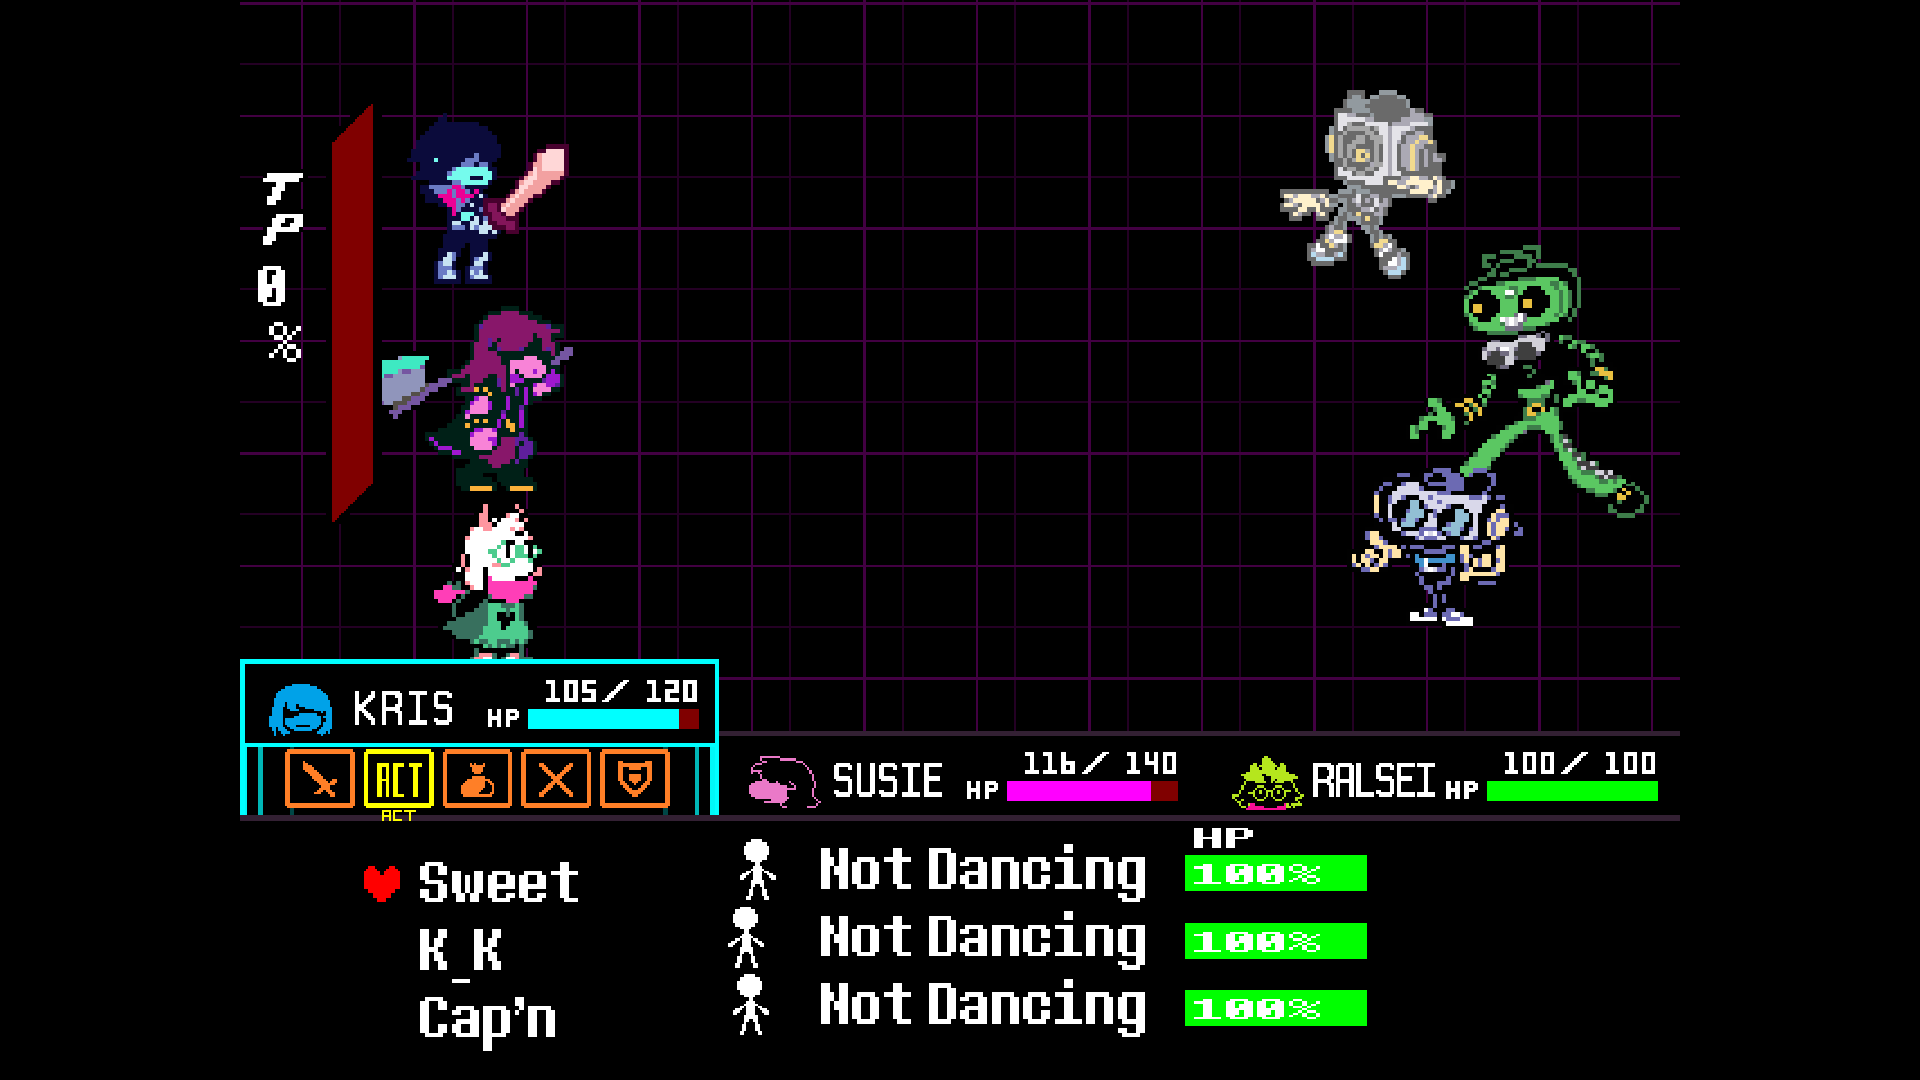 TP
0
%
KRIS HP 105/ 120
ACT
ACT
SUSIE HP 116/ 140
RALSEI HP 100/ 100
HP
Sweet Not Dancing 100%
K_K Not Dancing 100%
Cap'n Not Dancing 100%